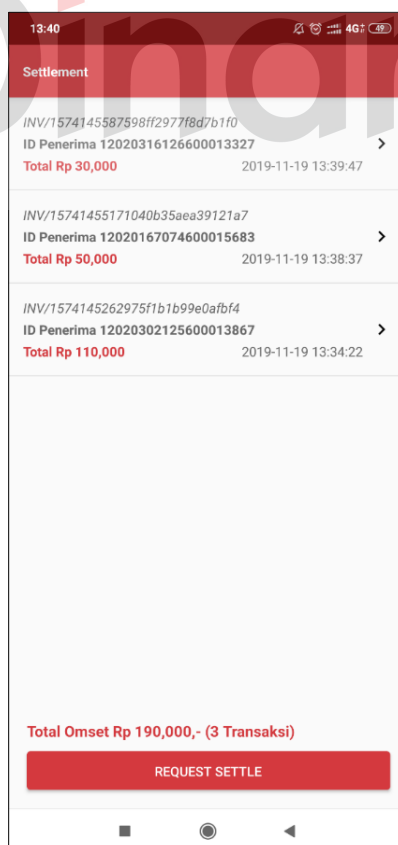 13:40 4G 49
Settlement
INV/1574145587598ff2977f8d7b1f0
ID Penerima 12020316126600013327
Total Rp 30,000 2019-11-19 13:39:47
INV/15741455171040b35aea39121a7
ID Penerima 12020167074600015683
Total Rp 50,000 2019-11-19 13:38:37
INV/1574145262975f1b1b99e0afbf4
ID Penerima 12020302125600013867
Total Rp 110,000 2019-11-19 13:34:22
Total Omset Rp 190,000,- (3 Transaksi)
REQUEST SETTLE